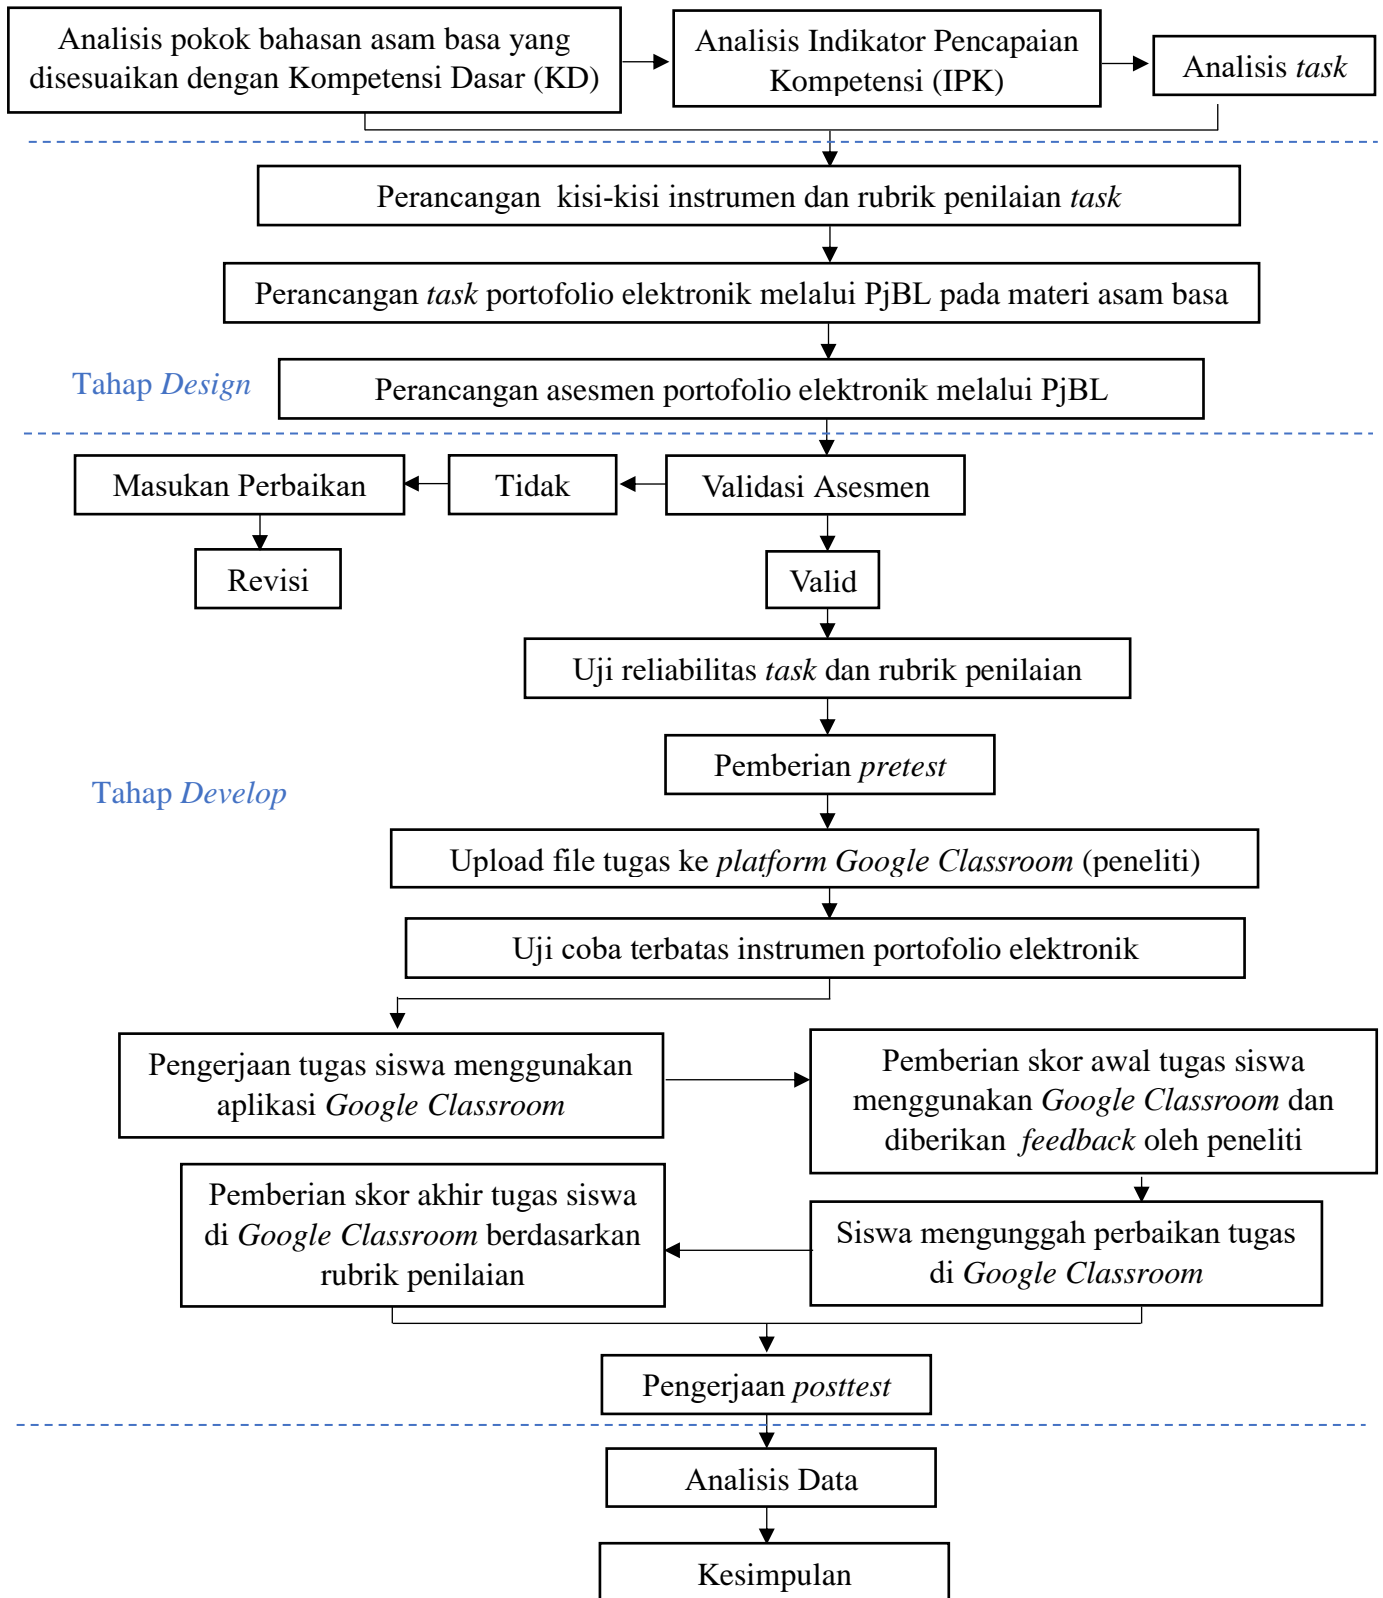 Analisis pokok bahasan asam basa yang
disesuaikan dengan Kompetensi Dasar (KD)
Analisis Indikator Pencapaian
Kompetensi (IPK)
Analisis task
Perancangan kisi-kisi instrumen dan rubrik penilaian task
Perancangan task portofolio elektronik melalui PjBL pada materi asam basa
Tahap Design
Perancangan asesmen portofolio elektronik melalui PjBL
Masukan Perbaikan
Tidak
Validasi Asesmen
Revisi
Valid
Uji reliabilitas task dan rubrik penilaian
Pemberian pretest
Tahap Develop
Upload file tugas ke platform Google Classroom (peneliti)
Uji coba terbatas instrumen portofolio elektronik
Pengerjaan tugas siswa menggunakan
aplikasi Google Classroom
Pemberian skor awal tugas siswa
menggunakan Google Classroom dan
diberikan feedback oleh peneliti
Pemberian skor akhir tugas siswa
di Google Classroom berdasarkan
rubrik penilaian
Siswa mengunggah perbaikan tugas
di Google Classroom
Pengerjaan posttest
Analisis Data
Kesimpulan